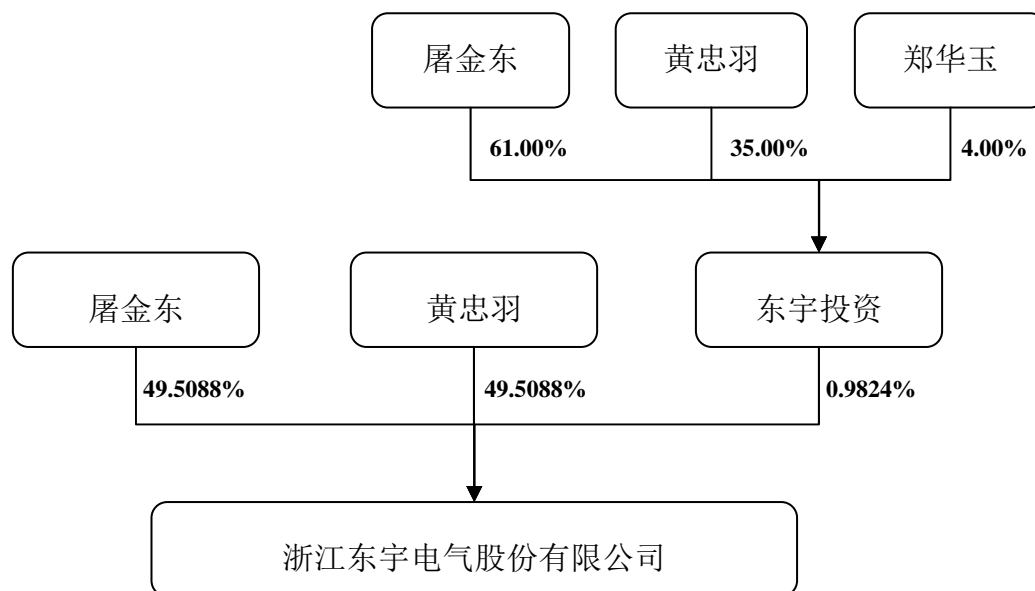 屠金东
黄忠羽
郑华玉
61.00%
35.00%
4.00%
屠金东
黄忠羽
东宇投资
49.5088%
49.5088%
0.9824%
浙江东宇电气股份有限公司